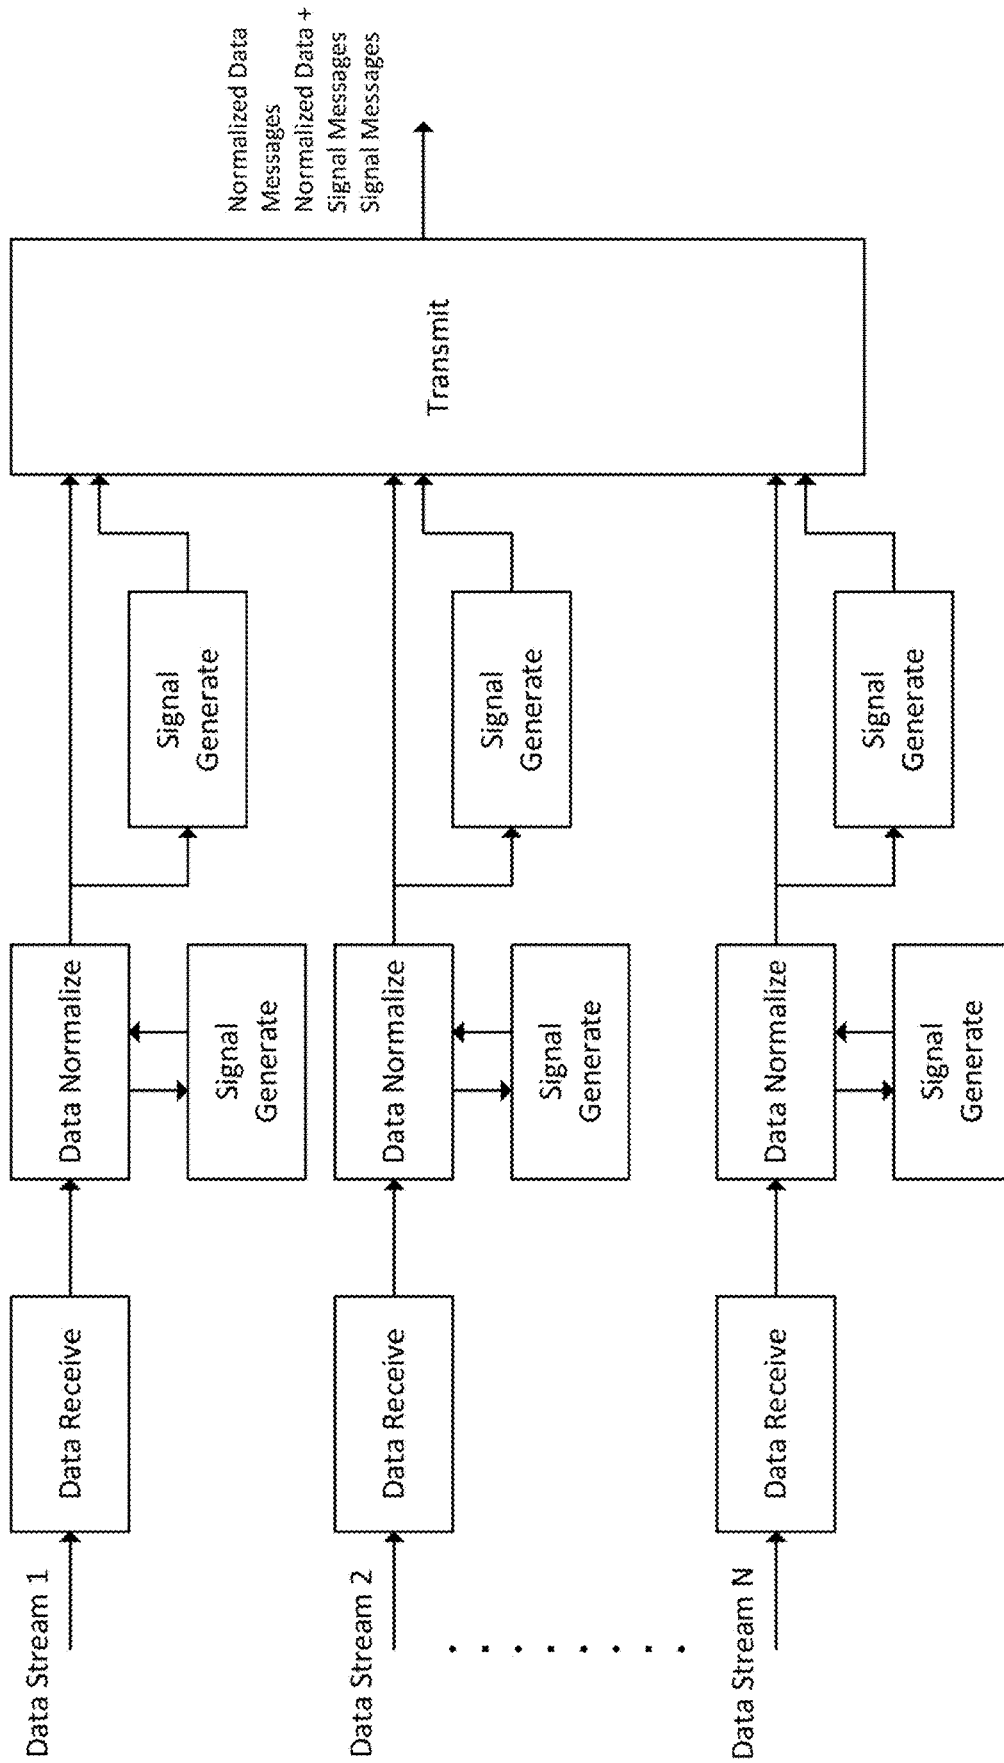 Data Stream 1
Data Receive
Data Normalize
Signal
Generate
Signal
Generate
Data Stream 2
Data Receive
Data Normalize
Signal
Generate
Signal
Generate
Data Stream N
Data Receive
Data Normalize
Signal
Generate
Signal
Generate
Transmit
Normalized Data
Messages
Normalized Data +
Signal Messages
Signal Messages